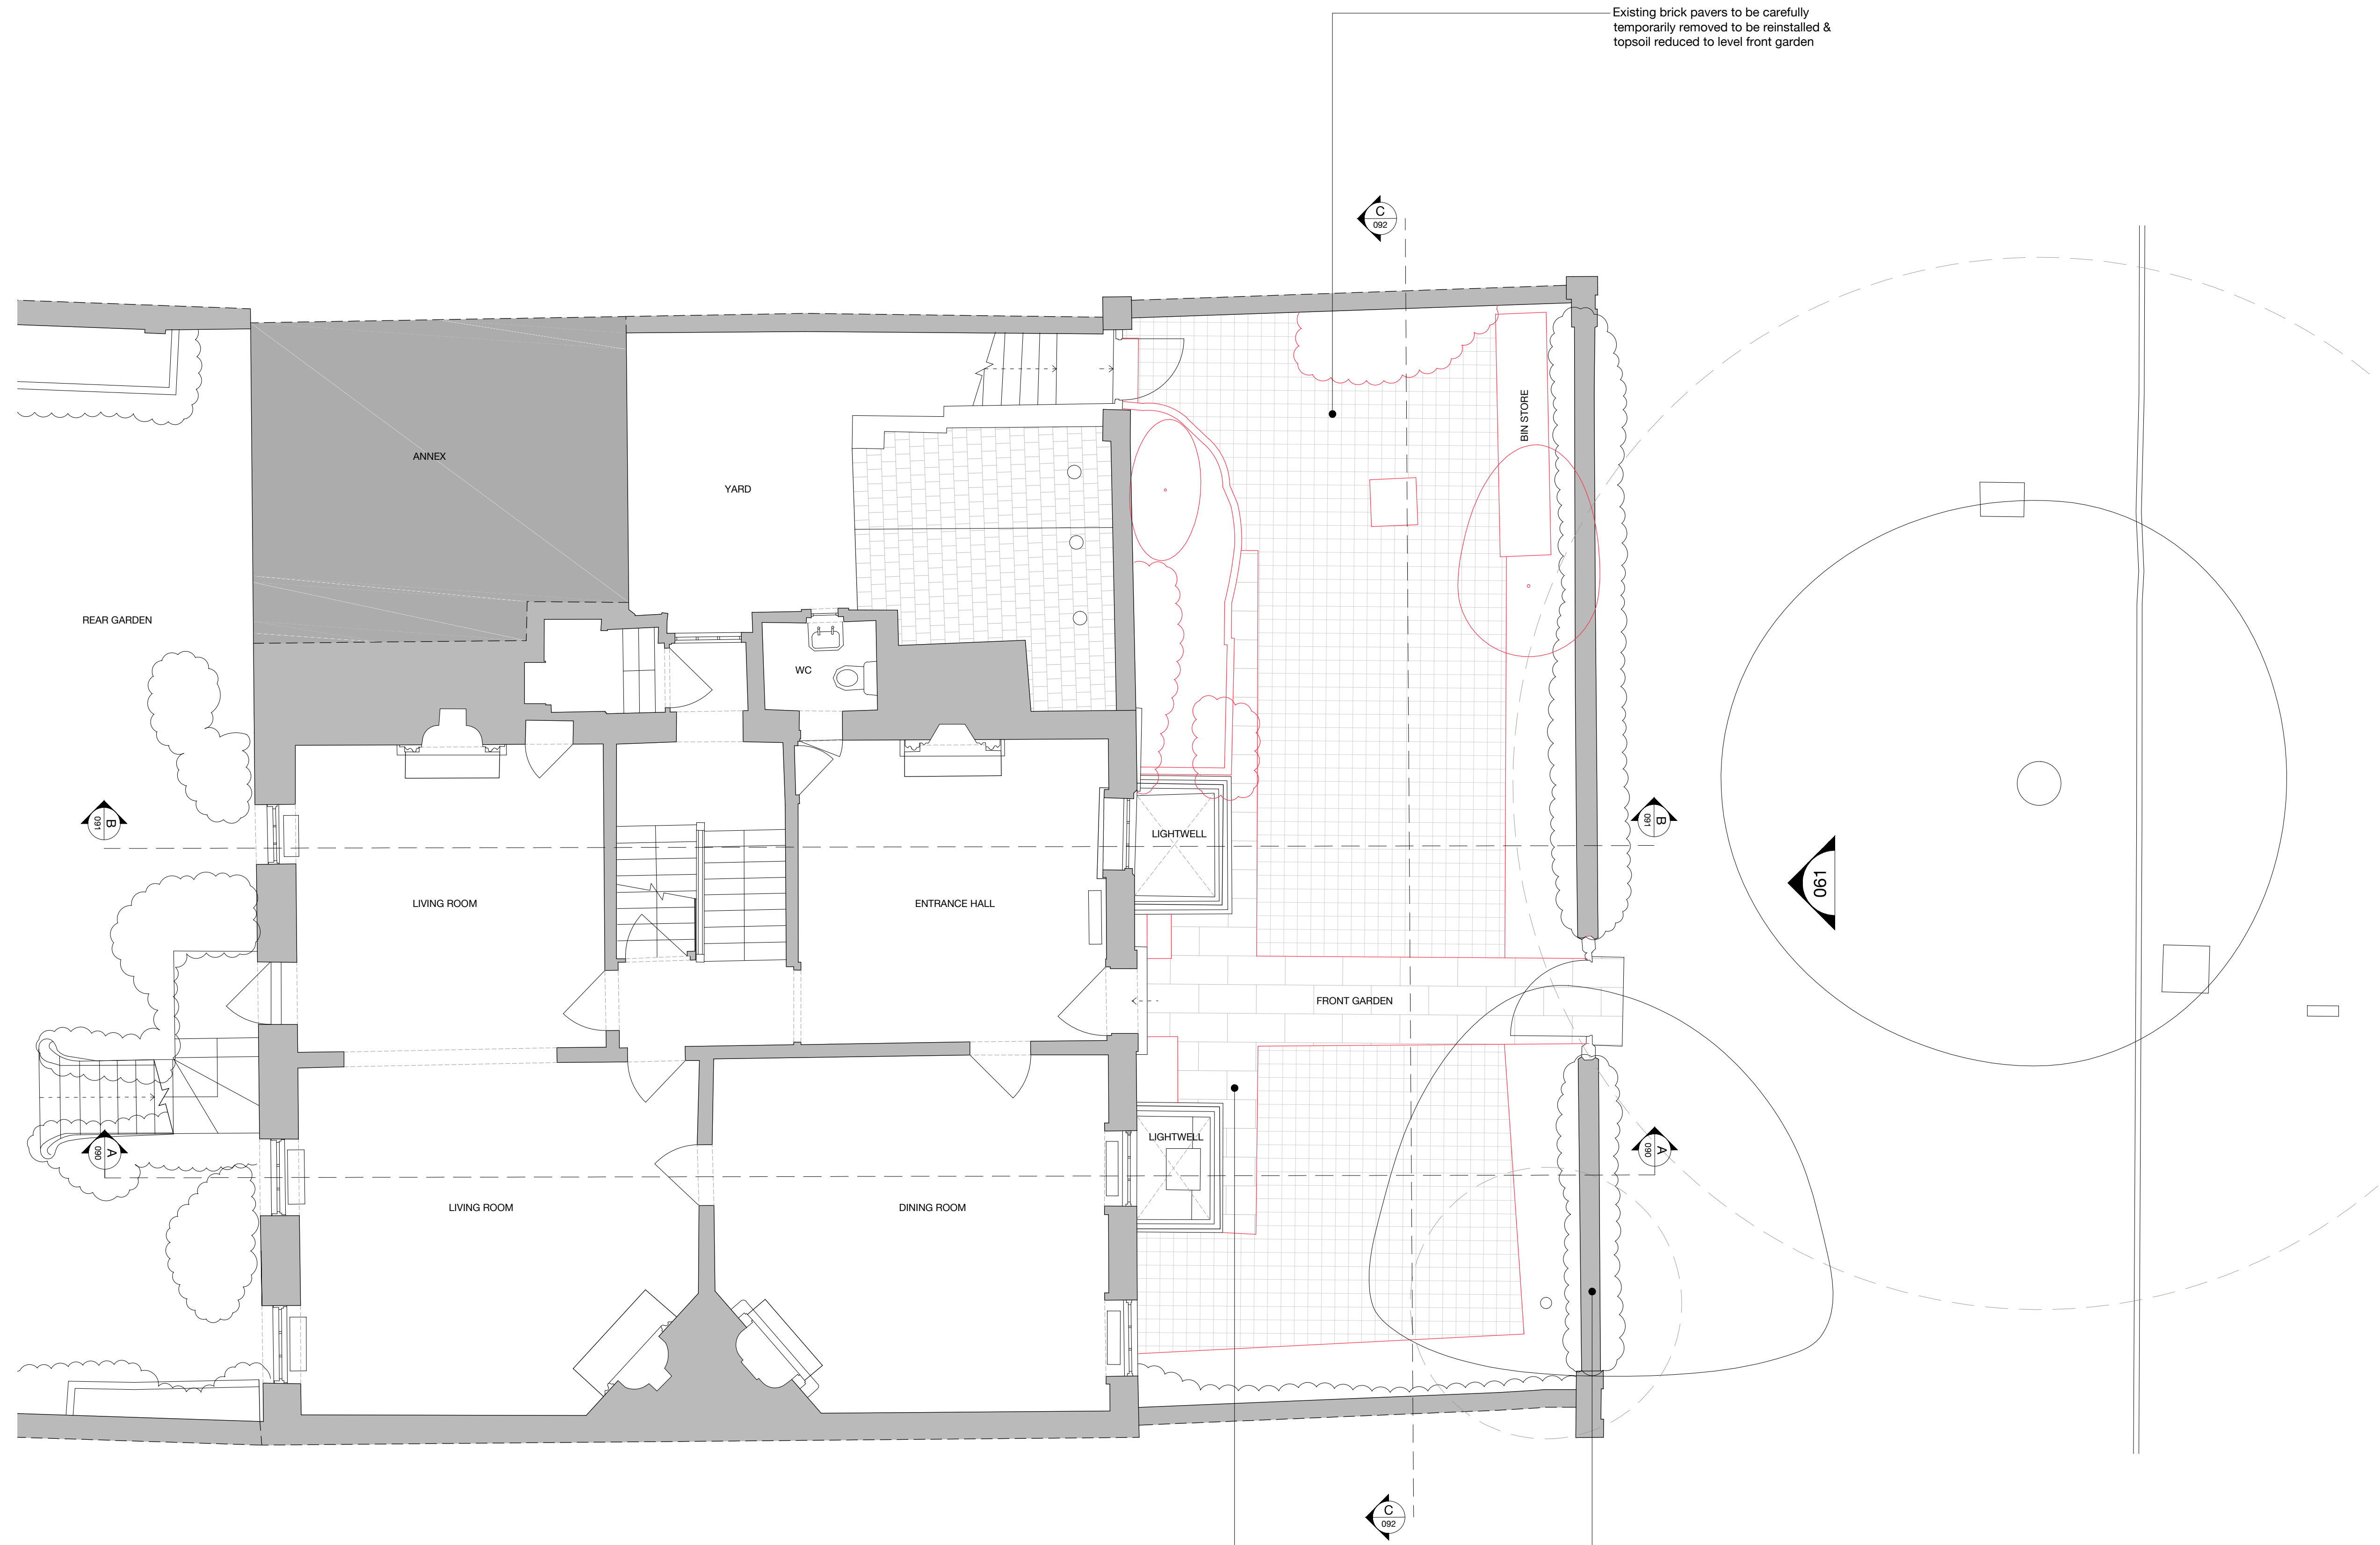 Existing brick pavers to be carefully
temporarily removed to be reinstalled &
topsoil reduced to level front garden
C
092
BIN STORE
ANNEX
YARD
REAR GARDEN
WC
B
091
B
091
LIGHTWELL
061
LIVING ROOM
ENTRANCE HALL
FRONT GARDEN
A
090
A
090
LIGHTWELL
LIVING ROOM
DINING ROOM
C
092